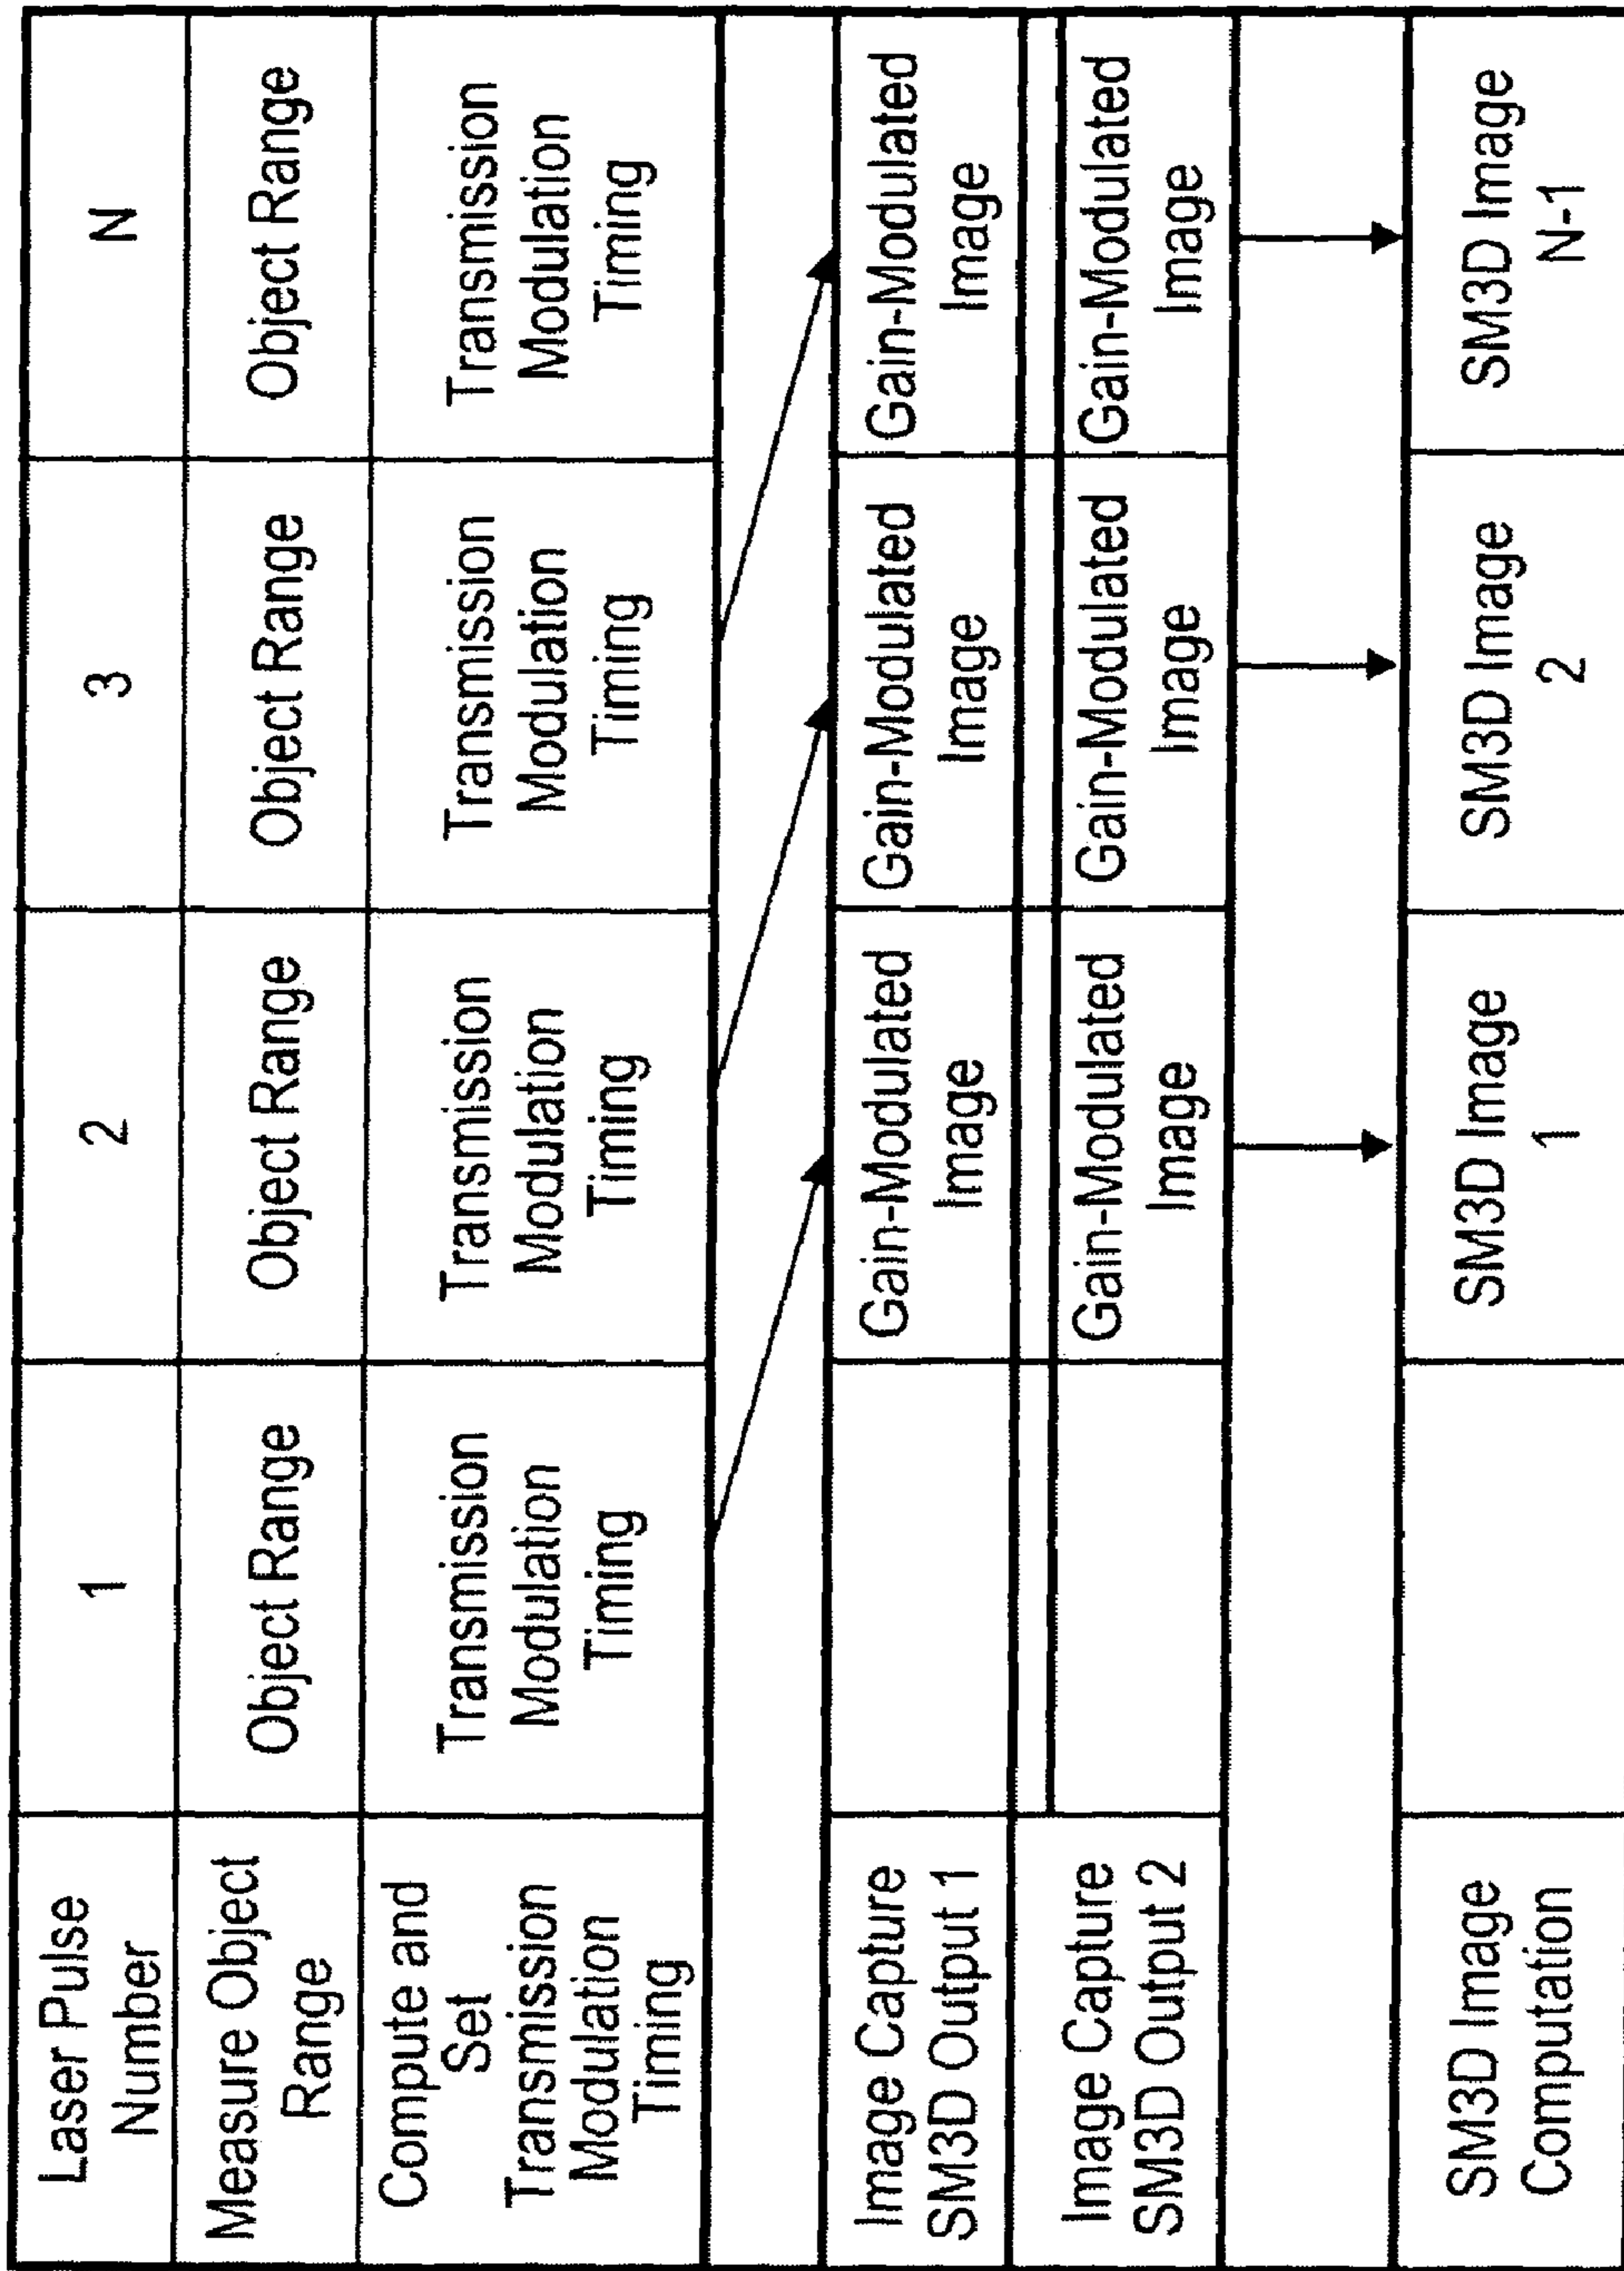 Laser Pulse
Number
1
2
3
N
Measure Object
Range
Object Range
Object Range
Object Range
Object Range
Compute and
Set
Transmission
Modulation
Timing
Transmission
Modulation
Timing
Transmission
Modulation
Timing
Transmission
Modulation
Timing
Transmission
Modulation
Timing
Image Capture
SM3D Output 1
Gain-Modulated
Image
Gain-Modulated
Image
Gain-Modulated
Image
Image Capture
SM3D Output 2
Gain-Modulated
Image
Gain-Modulated
Image
Gain-Modulated
Image
SM3D Image
Computation
SM3D Image
1
SM3D Image
2
SM3D Image
N-1